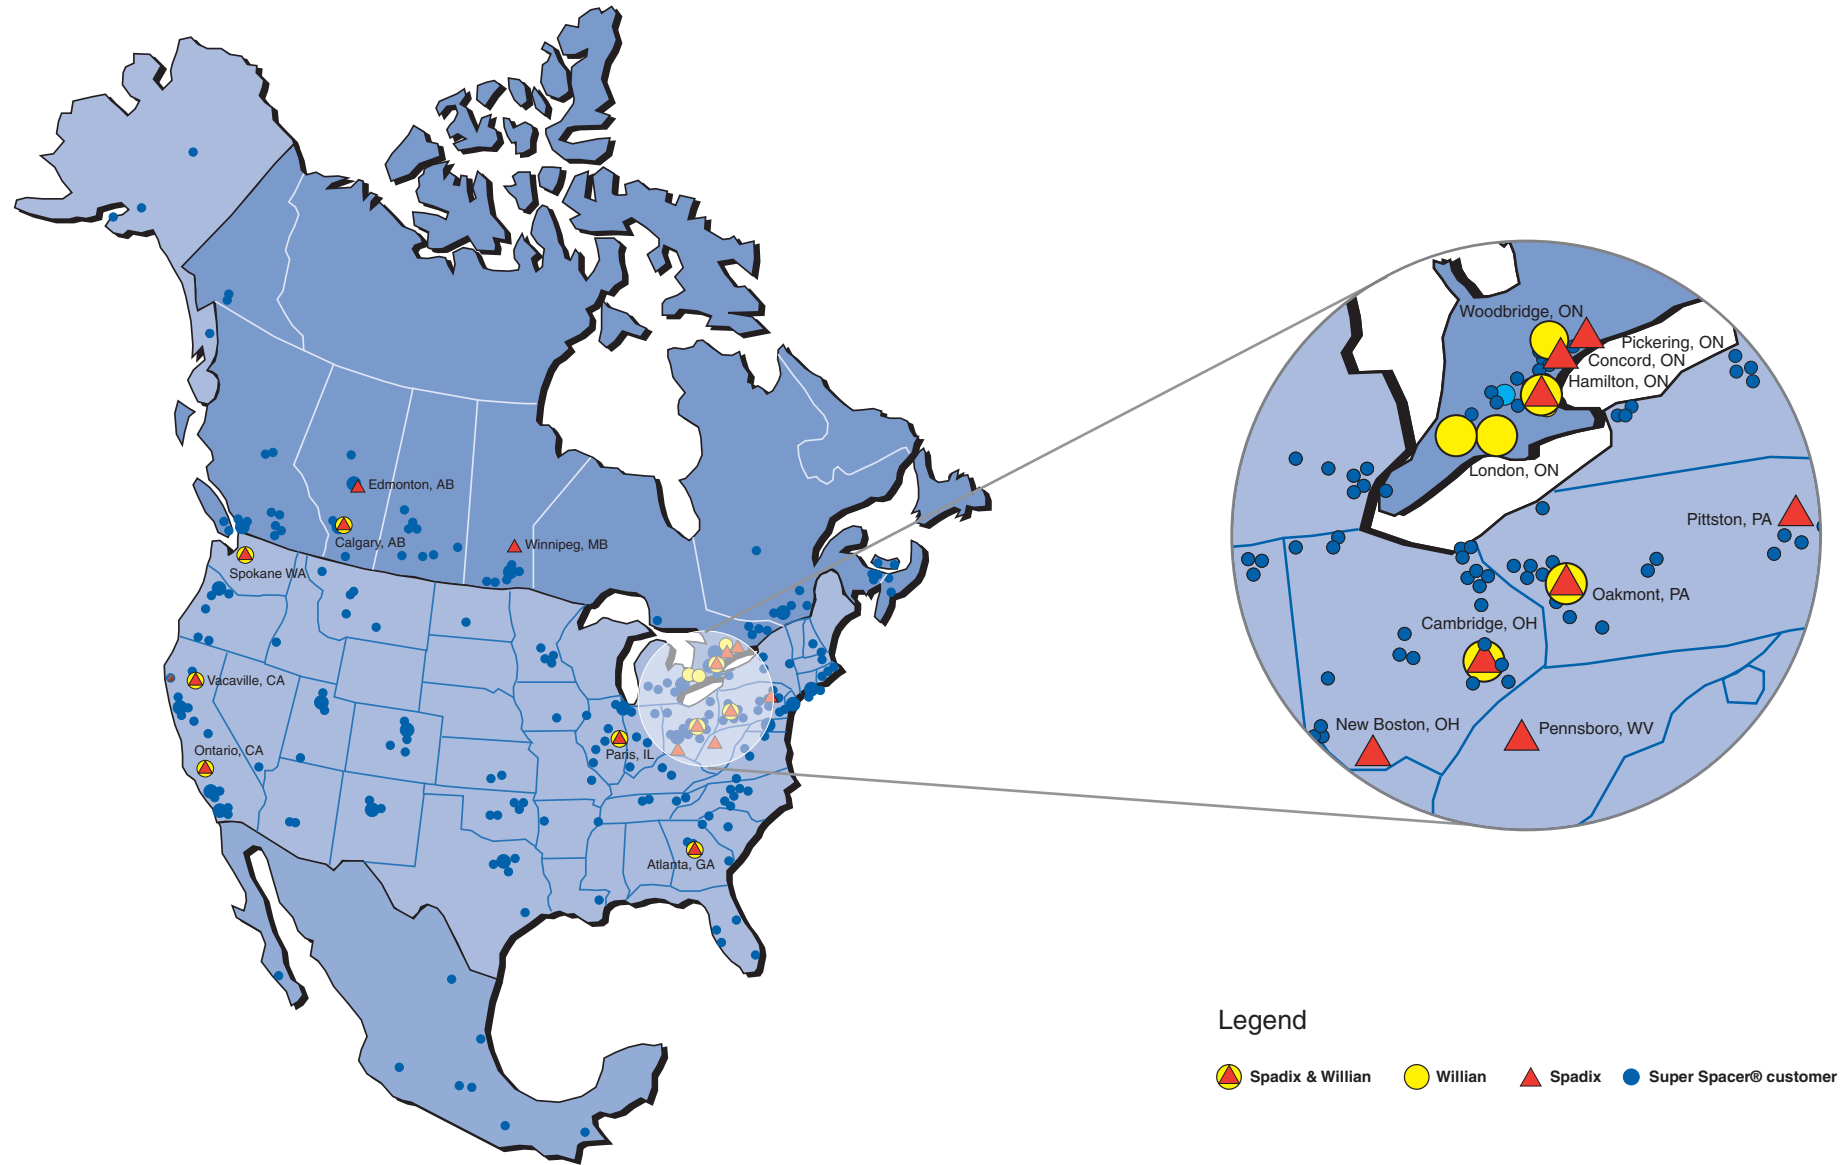 Edmonton, AB
Calgary, AB
Winnipeg, MB
Spokane WA
Vacaville, CA
Ontario, CA
Paris, IL
Atlanta, GA
Woodbridge, ON
Pickering, ON
Concord, ON
Hamilton, ON
London, ON
Pittston, PA
Oakmont, PA
Cambridge, OH
New Boston, OH
Pennsboro, WV
Legend
Spadix & Willian
Willian
Spadix
Super Spacer® customer